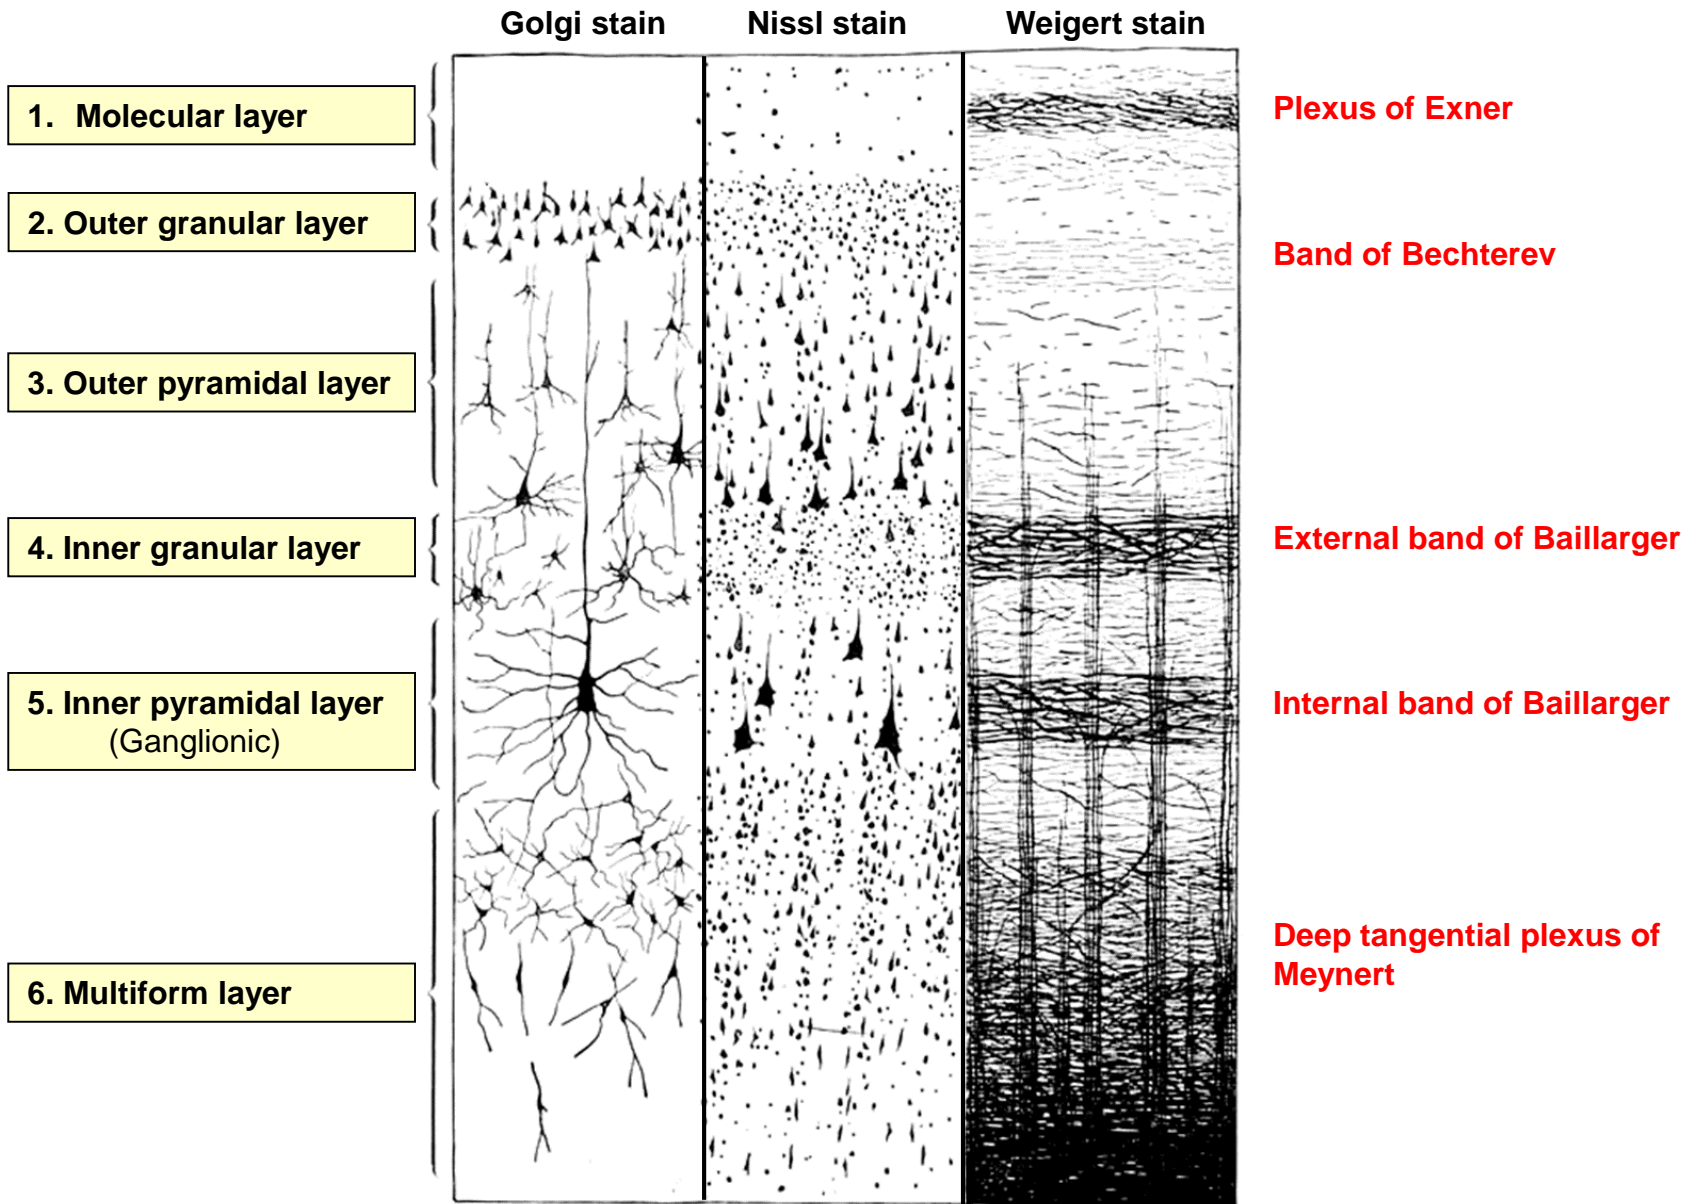 Golgi stain Nissl stain Weigert stain
1. Molecular layer
Plexus of Exner
2. Outer granular layer
Band of Bechterev
3. Outer pyramidal layer
4. Inner granular layer
External band of Baillarger
5. Inner pyramidal layer
(Ganglionic)
Internal band of Baillarger
Deep tangential plexus of
Meynert
6. Multiform layer